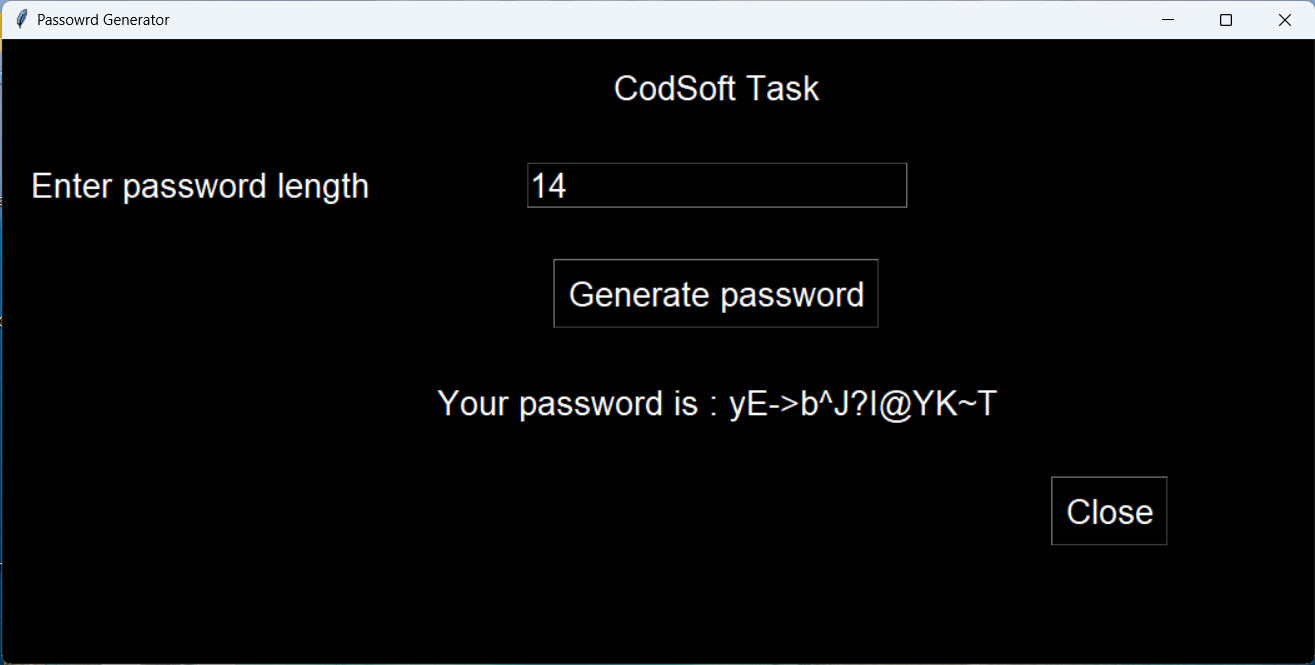 Passowrd Generator
CodSoft Task
Enter password length 14
Generate password
Your password is : yE->b^J?I@YK~T
Close